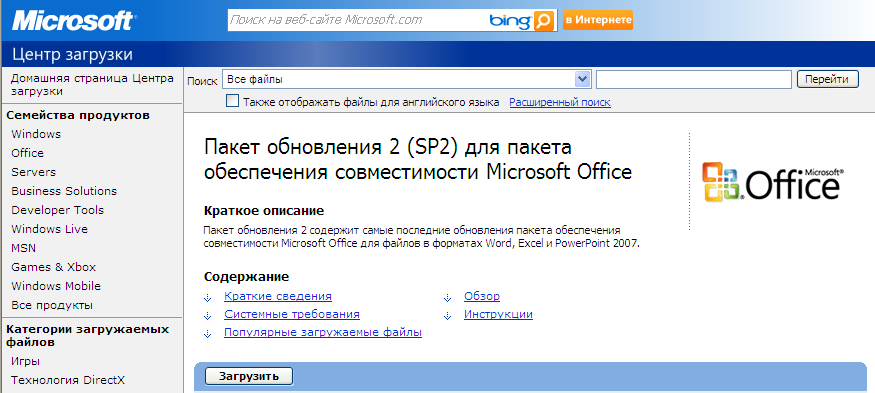 Microsoft®
Поиск на веб-сайте Microsoft.com
bing
в Интернете
Центр загрузки
Домашняя страница Центра
загрузки
Семейства продуктов
Windows
Office
Servers
Business Solutions
Developer Tools
Windows Live
MSN
Games & Xbox
Windows Mobile
Все продукты
Категории загружаемых
файлов
Игры
Технология DirectX
Поиск
Все файлы
Перейти
Также отображать файлы для английского языка
Расширенный поиск
Пакет обновления 2 (SP2) для пакета
обеспечения совместимости Microsoft Office
Microsoft®
Office
Краткое описание
Пакет обновления 2 содержит самые последние обновления пакета обеспечения
совместимости Microsoft Office для файлов в форматах Word, Excel и PowerPoint 2007.
Содержание
Краткие сведения
Обзор
Системные требования
Инструкции
Популярные загружаемые файлы
Загрузить